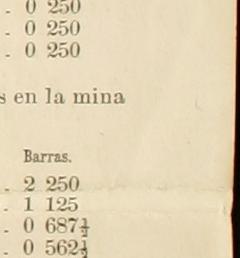 . 0 250
. 0 250
. 0 250
s en la mina
Barras.
. 2 250
. 1 125
. 0 687½
. 0 562½